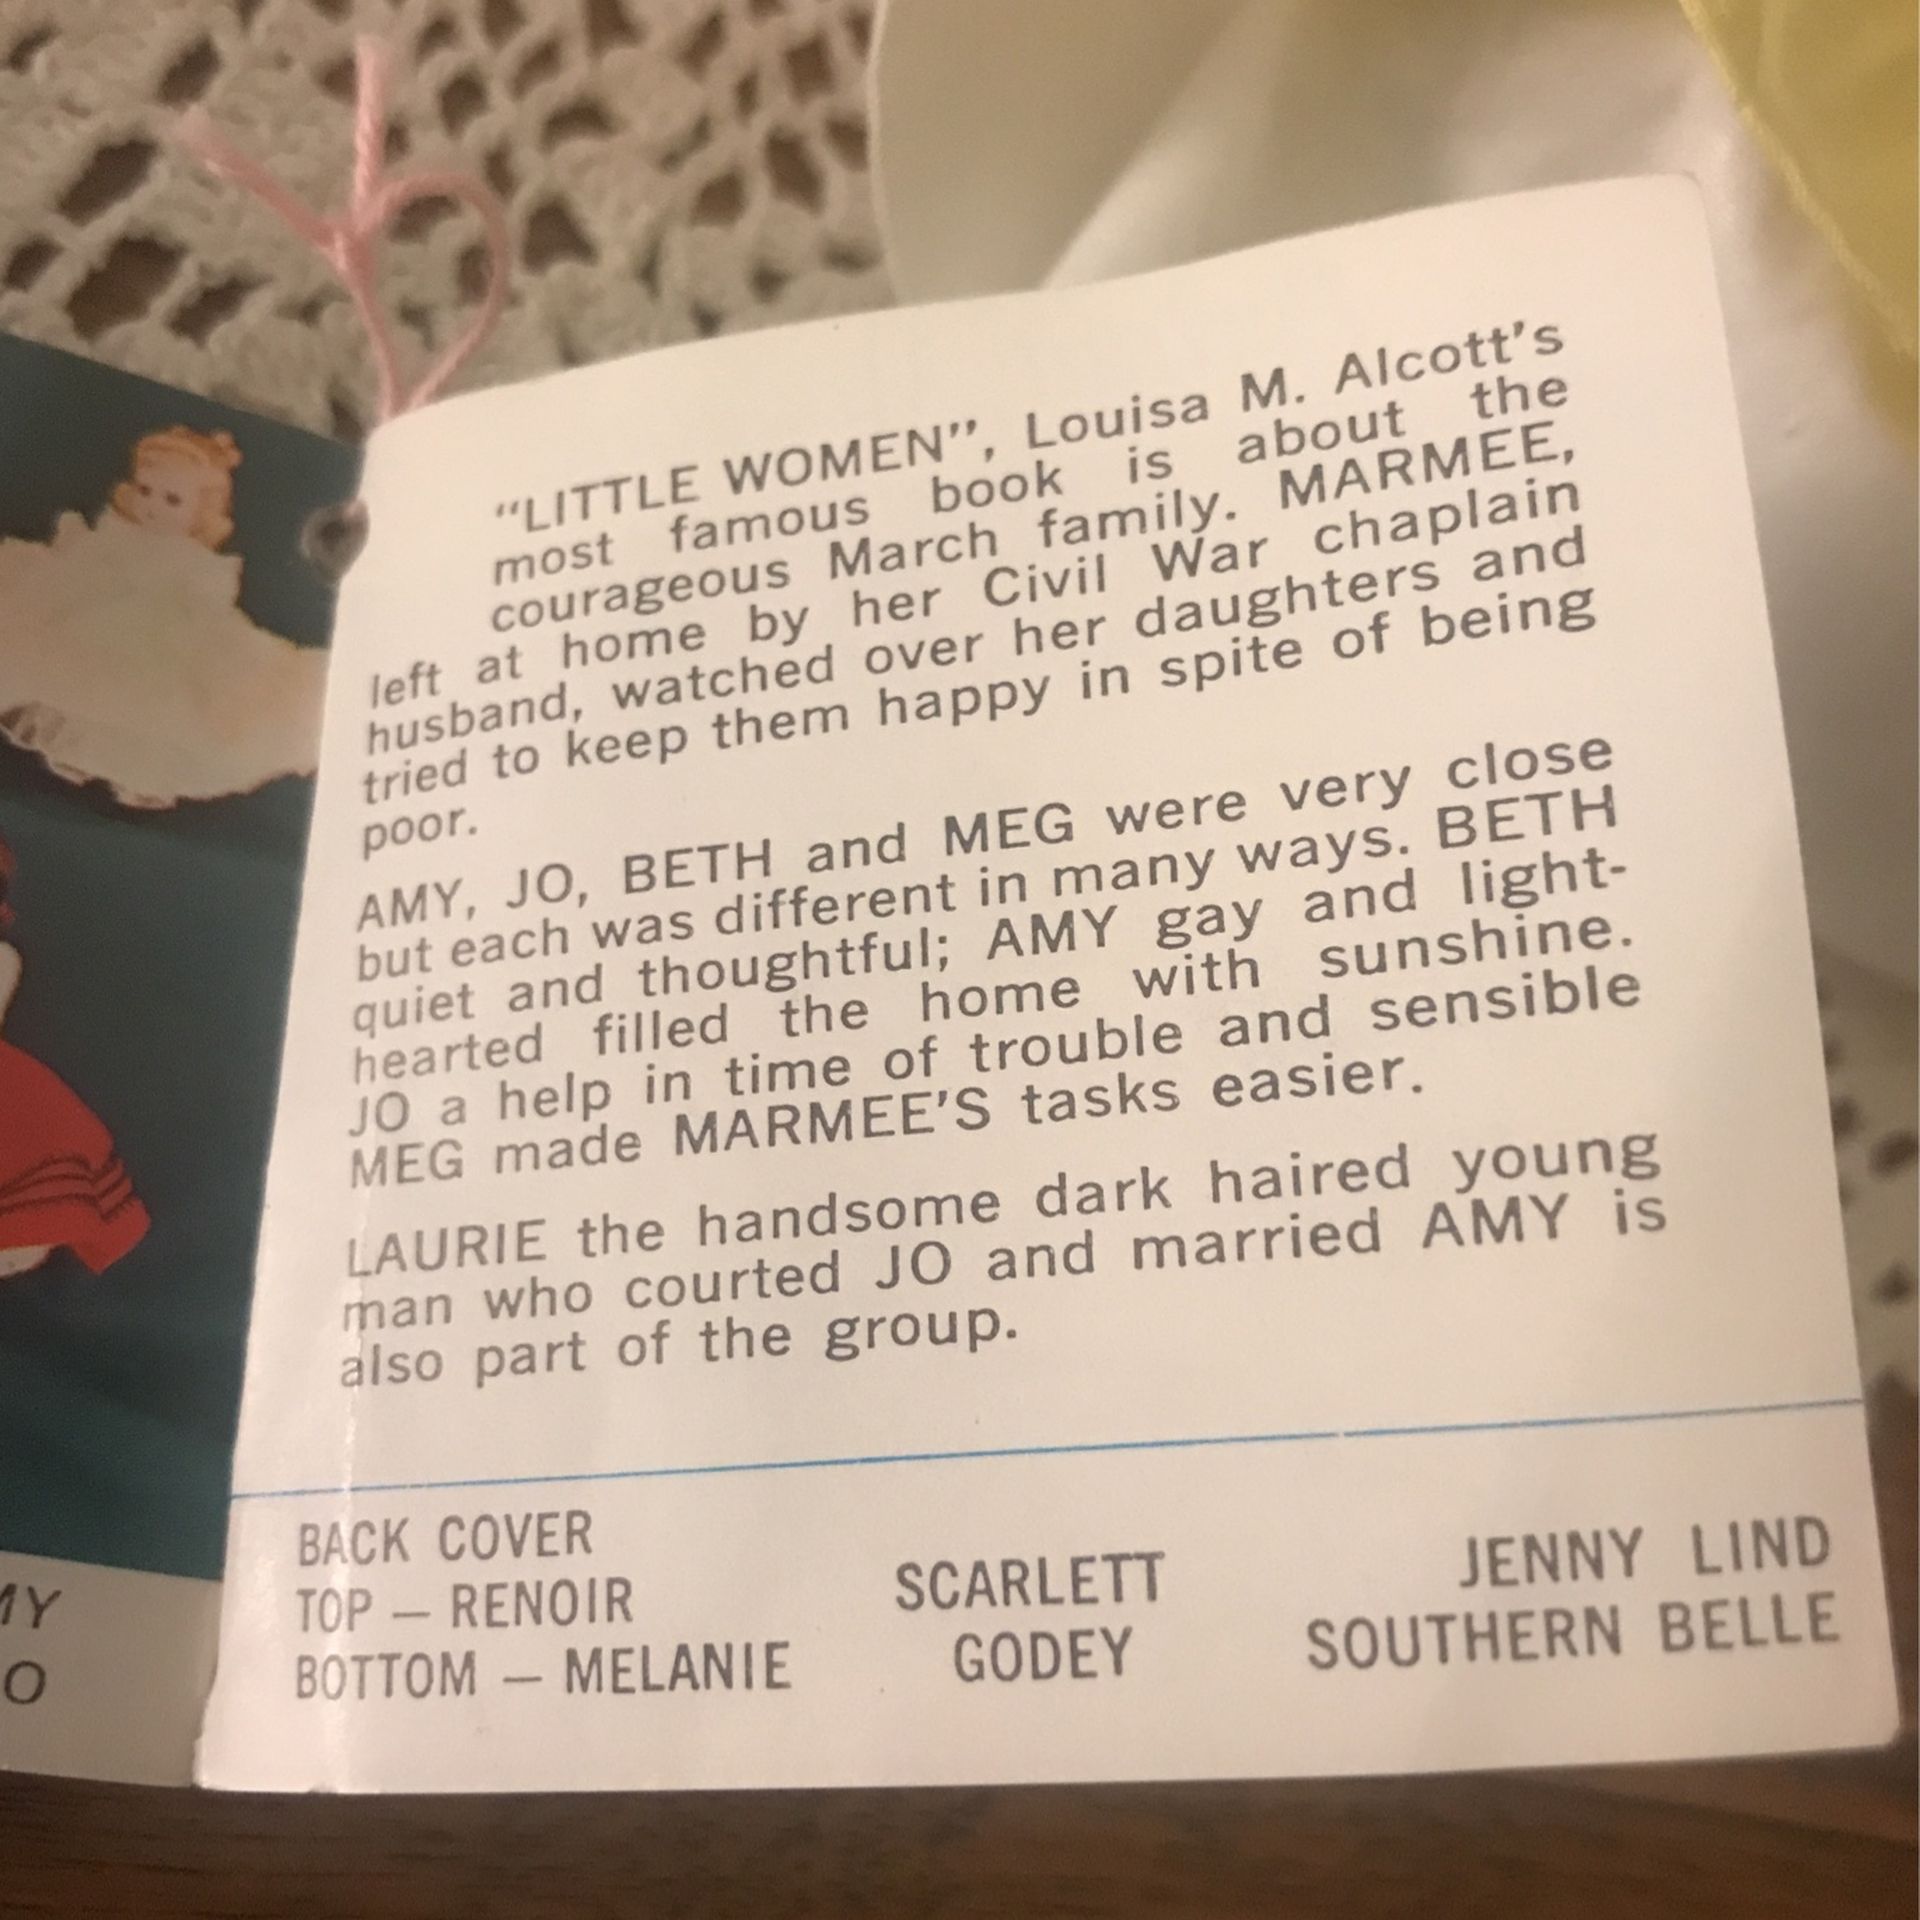 "LITTLE WOMEN", Louisa M. Alcott's
most famous book is about the
courageous March family. MARMEE,
left at home by her Civil War chaplain
husband, watched over her daughters and
tried to keep them happy in spite of being
poor.
AMY, JO, BETH and MEG were very close
but each was different in many ways. BETH
quiet and thoughtful; AMY gay and light-
hearted filled the home with sunshine.
JO a help in time of trouble and sensible
MEG made MARMEE'S tasks easier.
LAURIE the handsome dark haired young
man who courted JO and married AMY is
also part of the group.
BACK COVER
TOP — RENOIR SCARLETT JENNY LIND
BOTTOM — MELANIE GODEY SOUTHERN BELLE